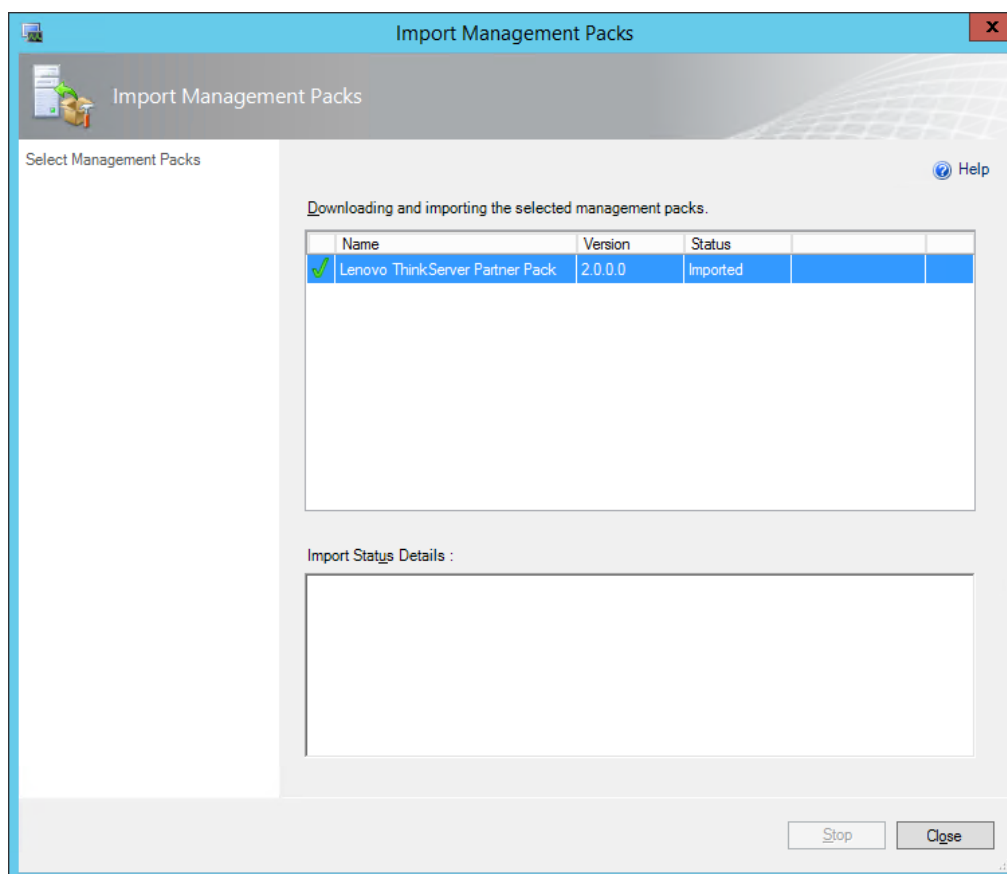 Import Management Packs
x
Import Management Packs
Select Management Packs
Help
Downloading and importing the selected management packs.
Name Version Status
Lenovo ThinkServer Partner Pack 2.0.0.0 Imported
Import Status Details :
Stop Close